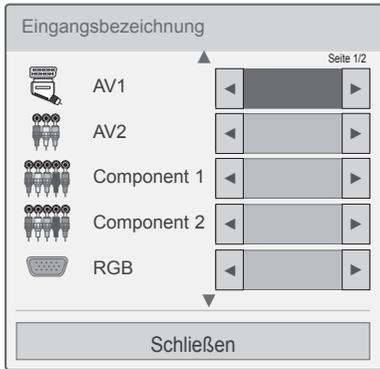 Eingangsbezeichnung
Seite 1/2
AV1
AV2
Component 1
Component 2
RGB
Schließen